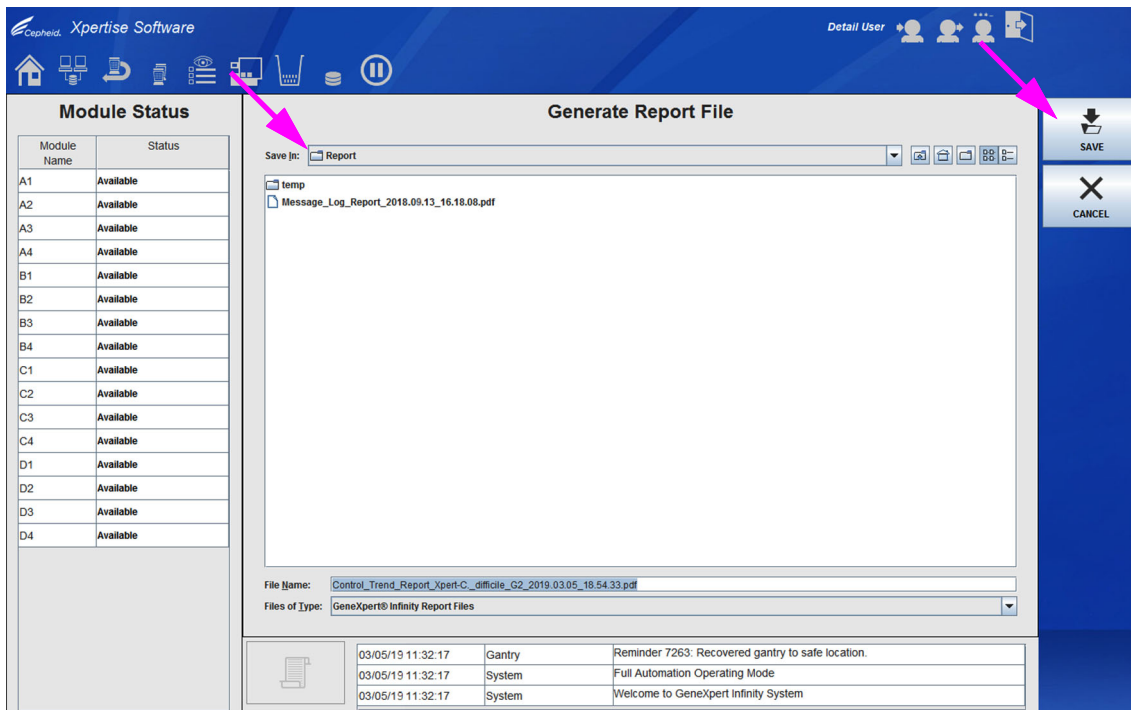 Cepheid. Xpertise Software
Detail User
Module Status
Module Name Status
A1 Available
A2 Available
A3 Available
A4 Available
B1 Available
B2 Available
B3 Available
B4 Available
C1 Available
C2 Available
C3 Available
C4 Available
D1 Available
D2 Available
D3 Available
D4 Available
Generate Report File
Save In: Report
temp
Message_Log_Report_2018.09.13_16.18.08.pdf
File Name: Control_Trend_Report_Xpert-C._difficile_G2_2019.03.05_18.54.33.pdf
Files of Type: GeneXpert® Infinity Report Files
03/05/19 11:32:17 Gantry Reminder 7263: Recovered gantry to safe location.
03/05/19 11:32:17 System Full Automation Operating Mode
03/05/19 11:32:17 System Welcome to GeneXpert Infinity System
SAVE
CANCEL